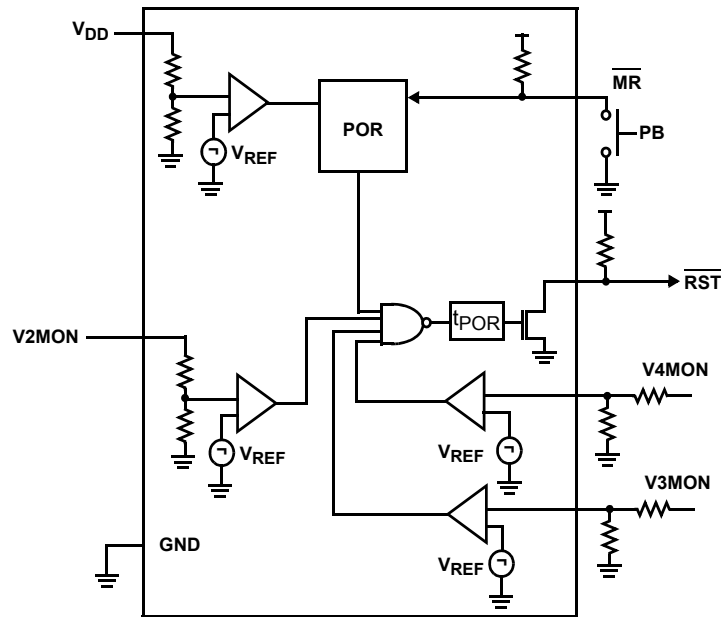 VDD
MR
POR
PB
VREF
RST
V2MON
tPOR
V4MON
VREF
VREF
V3MON
GND
VREF